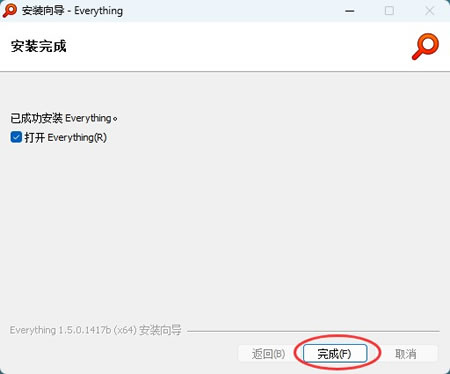 安装向导 - Everything
安装完成
已成功安装 Everything。
打开 Everything(R)
Everything 1.5.0.1417b (x64) 安装向导
返回(B) 完成(F) 取消